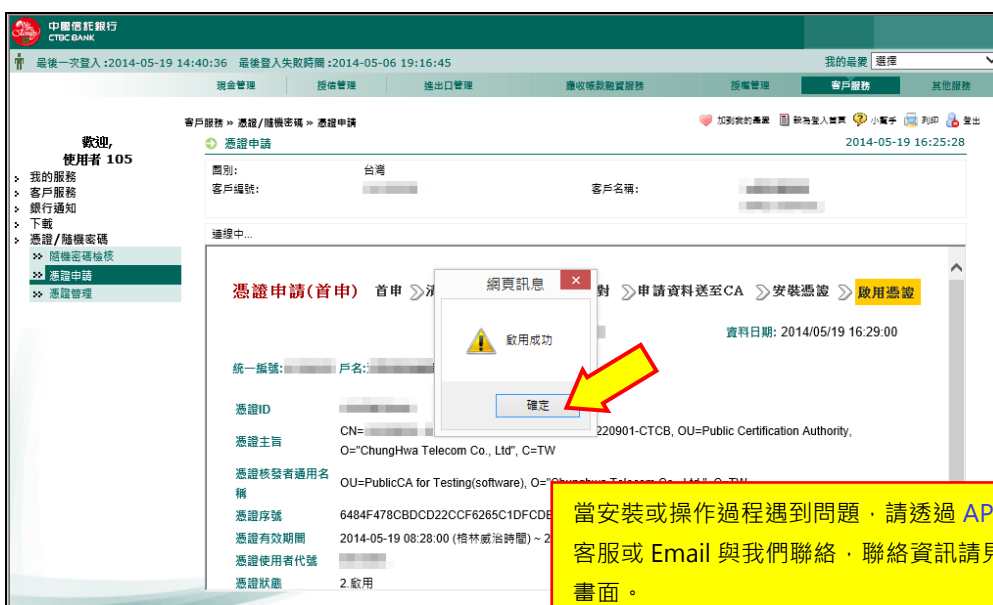 中國信託銀行
CTBC BANK
最後一次登入 :2014-05-19 14:40:36 最後登入失敗時間 :2014-05-06 19:16:45
我的最愛 選擇
現金管理 授信管理 進出口管理 應收帳款融資服務 授權管理 客戶服務 其他服務
客戶服務 » 憑證/隨機密碼 » 憑證申請
加到我的最愛 設為登入首頁 小幫手 列印 登出
歡迎,
使用者 105
憑證申請
2014-05-19 16:25:28
我的服務
客戶服務
銀行通知
下載
憑證/隨機密碼
隨機密碼檢核
憑證申請
憑證管理
國別: 台灣
客戶編號:
客戶名稱:
連線中...
憑證申請(首申) 首申
對 申請資料送至CA 安裝憑證 啟用憑證
網頁訊息
啟用成功
確定
資料日期: 2014/05/19 16:29:00
統一編號: 戶名:
憑證ID
憑證主旨
CN=
220901-CTCB, OU=Public Certification Authority,
O="ChungHwa Telecom Co., Ltd", C=TW
憑證核發者通用名稱
OU=PublicCA for Testing(software), O="Chunghwa Telecom Co., Ltd.", C=TW
憑證序號 6484F478CBDCD22CCF6265C1DFCDE
憑證有效期間 2014-05-19 08:28:00 (格林威治時間) ~ 2
憑證使用者代號
憑證狀態 2.啟用
當安裝或操作過程遇到問題，請透過 AP
客服或 Email 與我們聯絡，聯絡資訊請見
畫面。